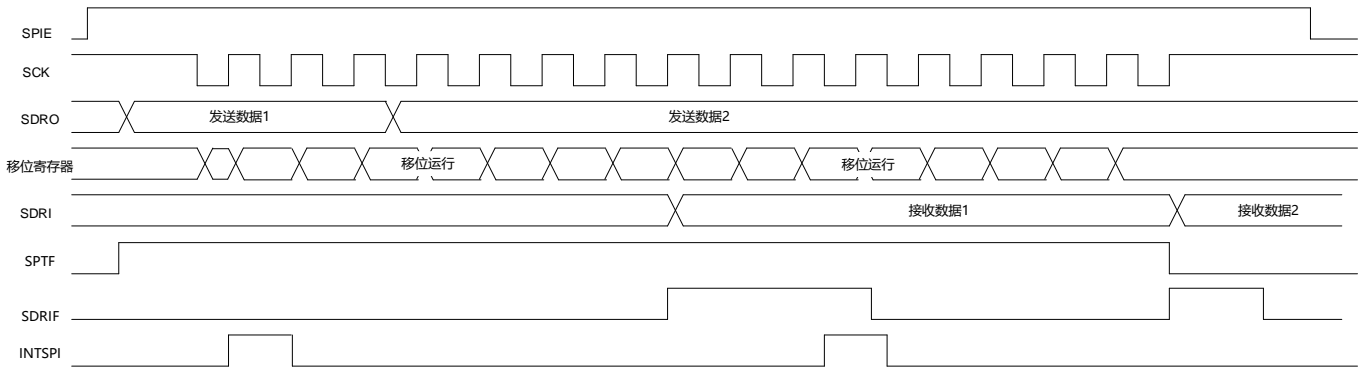 SPIE
SCK
SDRO 发送数据1 发送数据2
移位寄存器 移位运行 移位运行
SDRI 接收数据1 接收数据2
SPTF
SDRIF
INTSPI